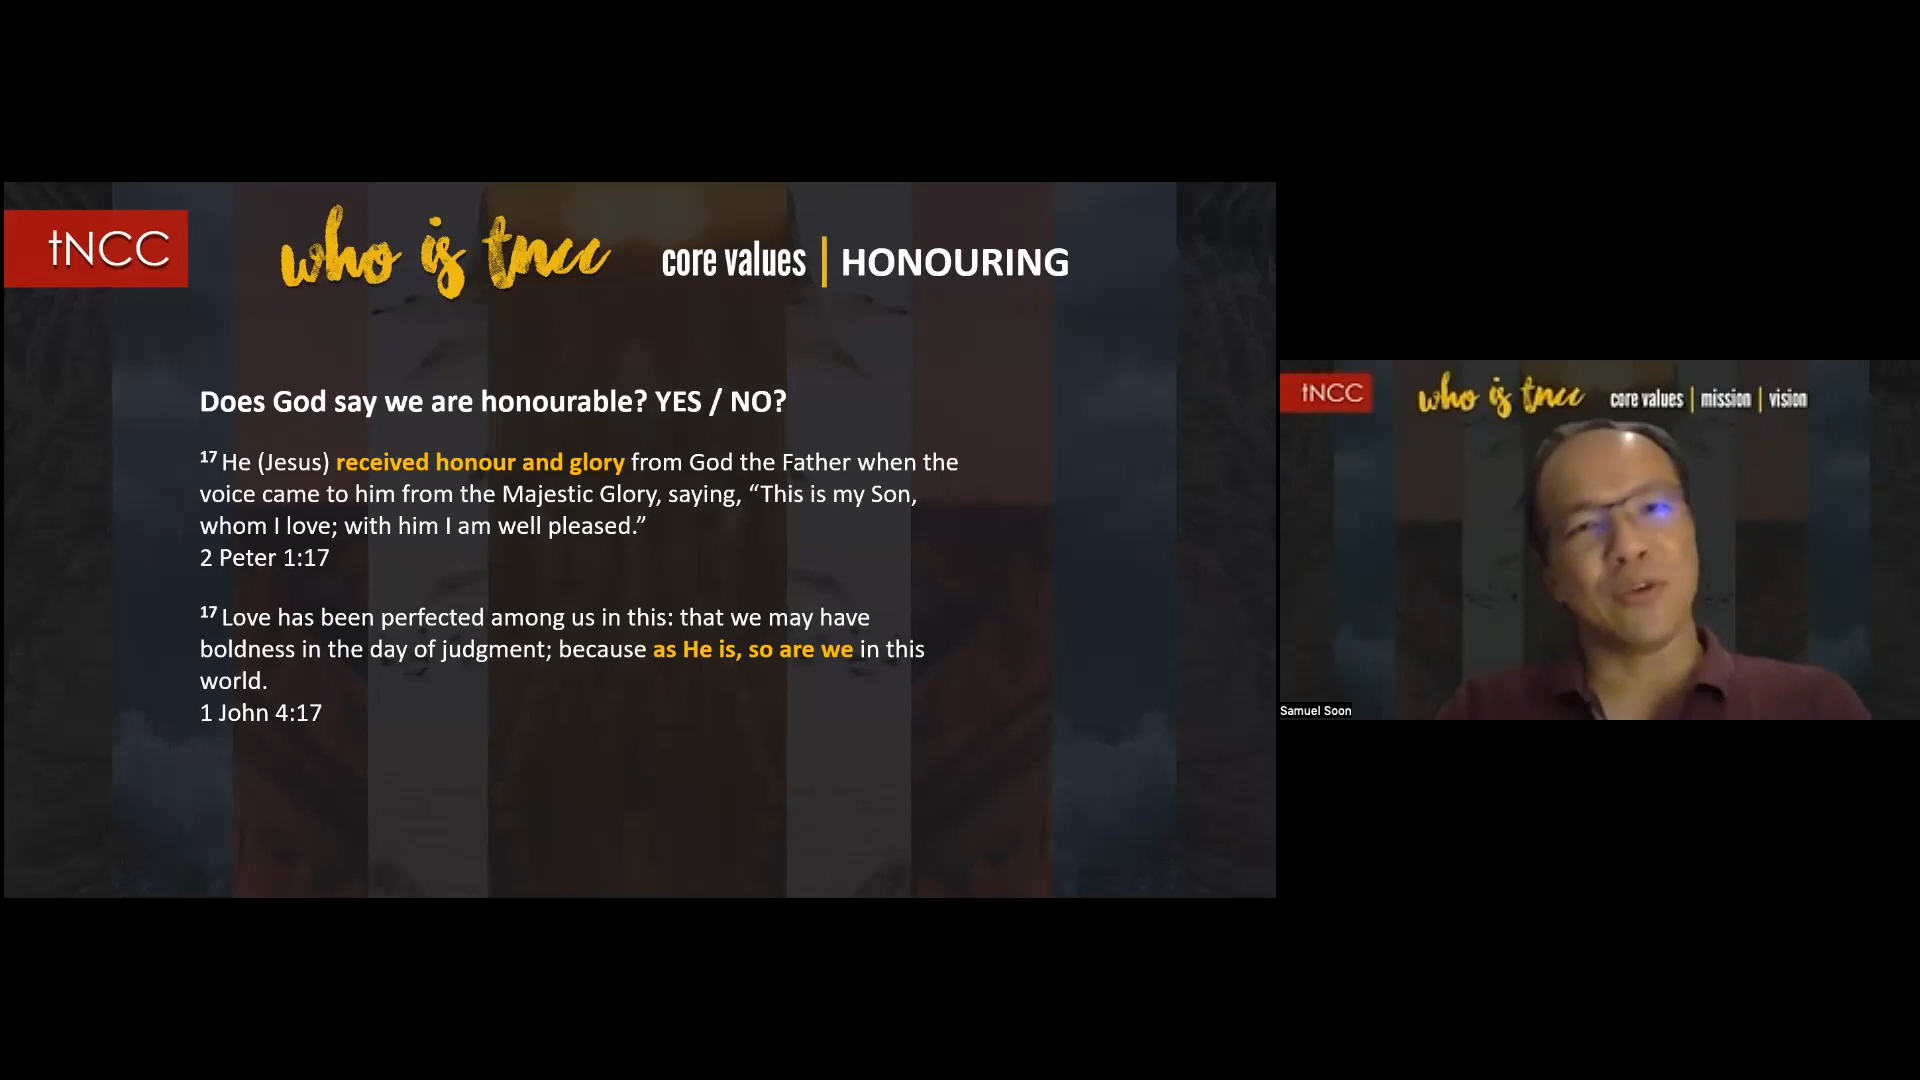 tNCC
who is tncc core values | HONOURING
Does God say we are honourable? YES / NO?
17 He (Jesus) received honour and glory from God the Father when the
voice came to him from the Majestic Glory, saying, “This is my Son,
whom I love; with him I am well pleased.”
2 Peter 1:17
17 Love has been perfected among us in this: that we may have
boldness in the day of judgment; because as He is, so are we in this
world.
1 John 4:17
tNCC
who is tncc core values | mission | vision
Samuel Soon